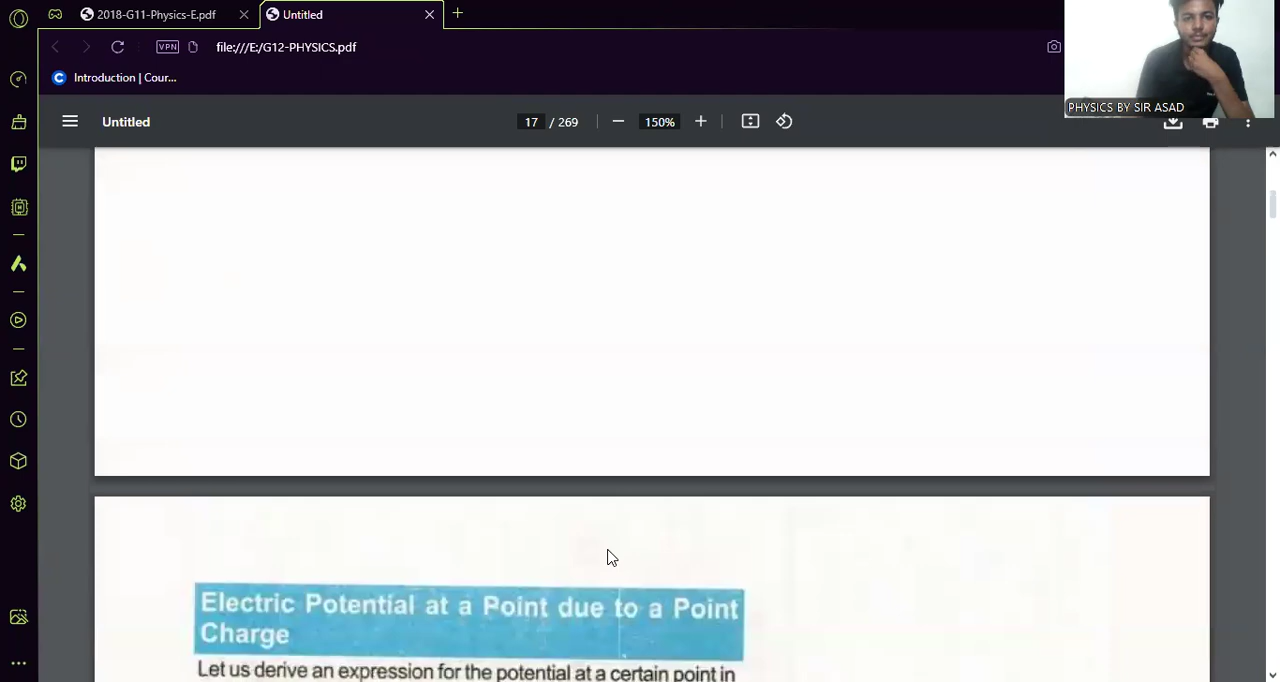 2018-G11-Physics-E.pdf
Untitled
VPN
file:///E:/G12-PHYSICS.pdf
C
Introduction | Cour...
PHYSICS BY SIR ASAD
Untitled
17 / 269
150%
Electric Potential at a Point due to a Point
Charge
Let us derive an expression for the potential at a certain point in